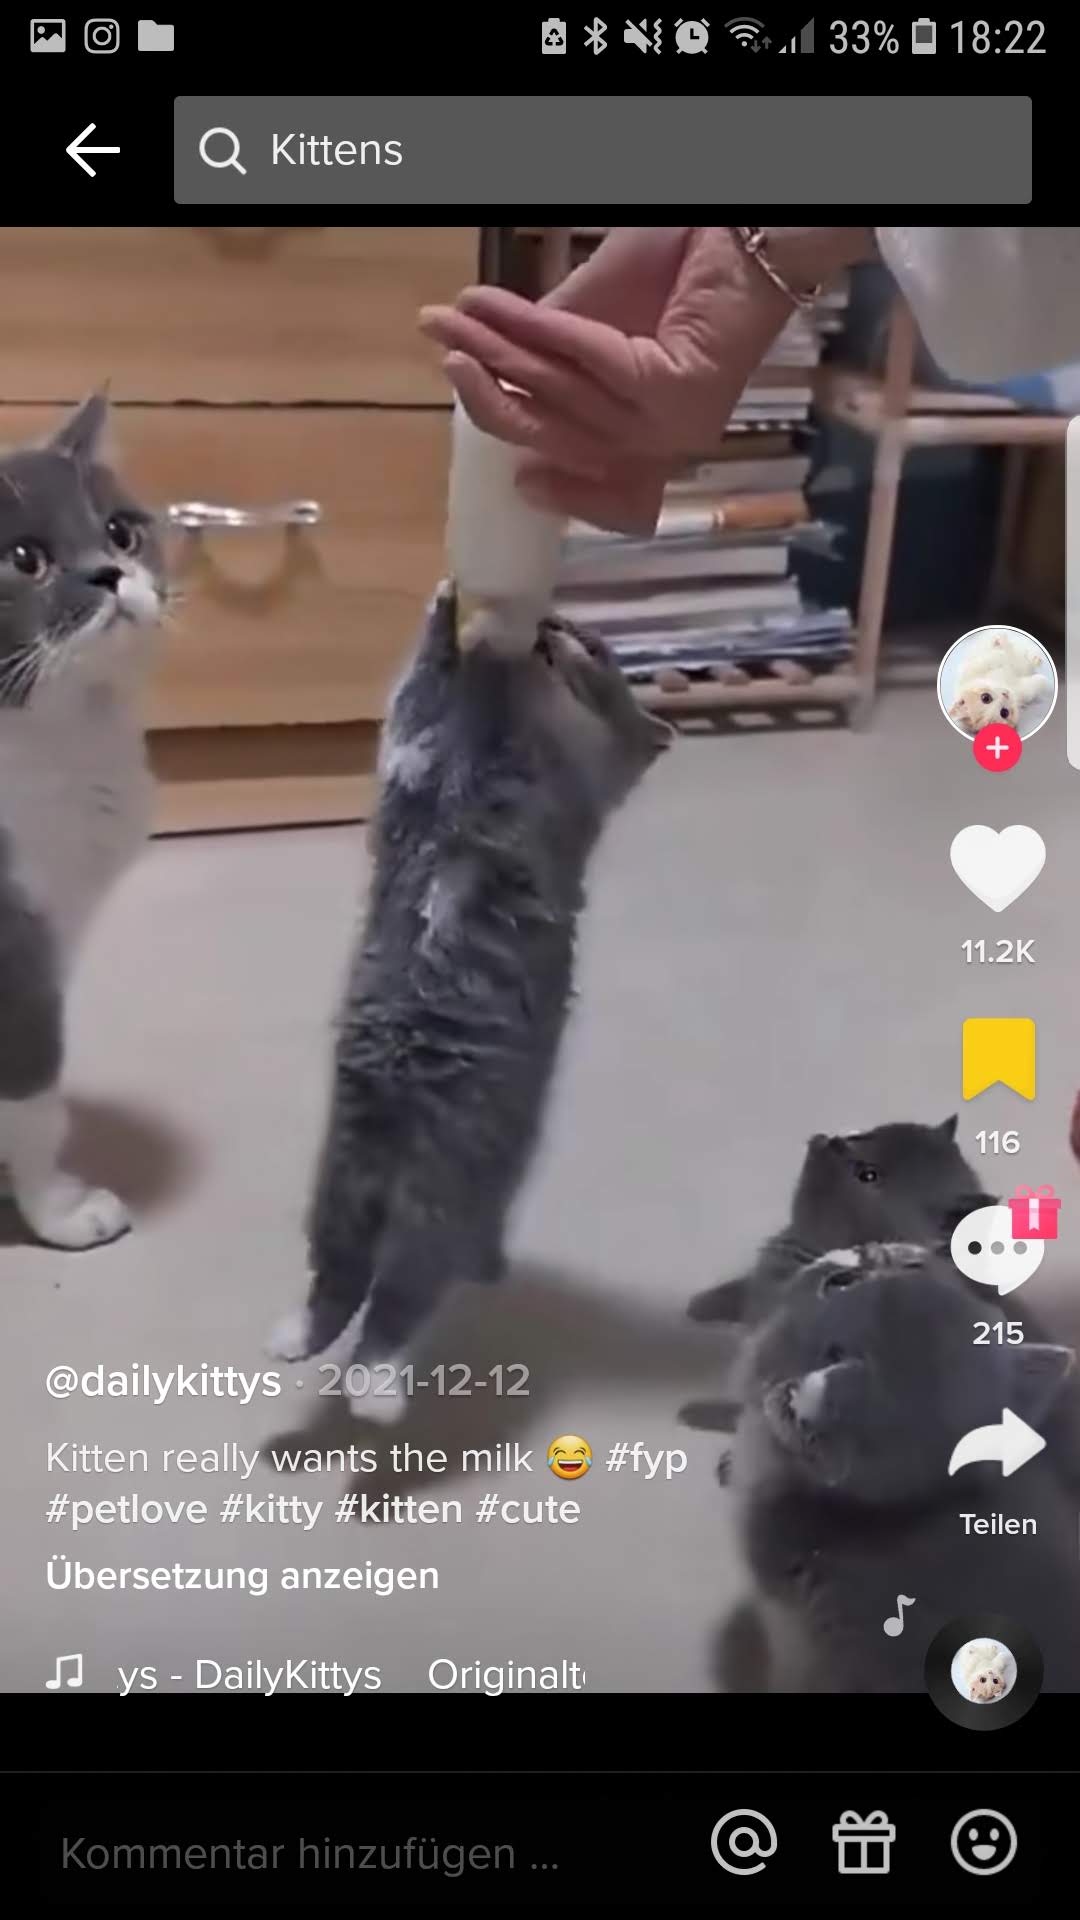 33% 18:22
Kittens
11.2K
116
215
@dailykittys · 2021-12-12
Kitten really wants the milk 😂 #fyp
#petlove #kitty #kitten #cute
Teilen
Übersetzung anzeigen
ys - DailyKittys Originalt
Kommentar hinzufügen ...